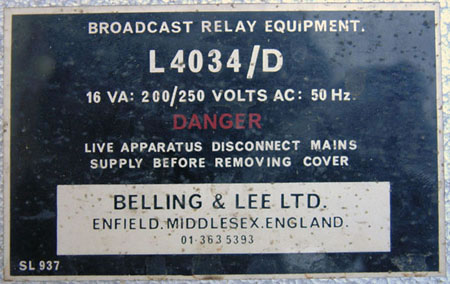 BROADCAST RELAY EQUIPMENT.
L4034/D
16 VA: 200/250 VOLTS AC: 50 Hz.
DANGER
LIVE APPARATUS DISCONNECT MAINS
SUPPLY BEFORE REMOVING COVER
BELLING & LEE LTD.
ENFIELD.MIDDLESEX.ENGLAND.
01-363 5393
SL 937